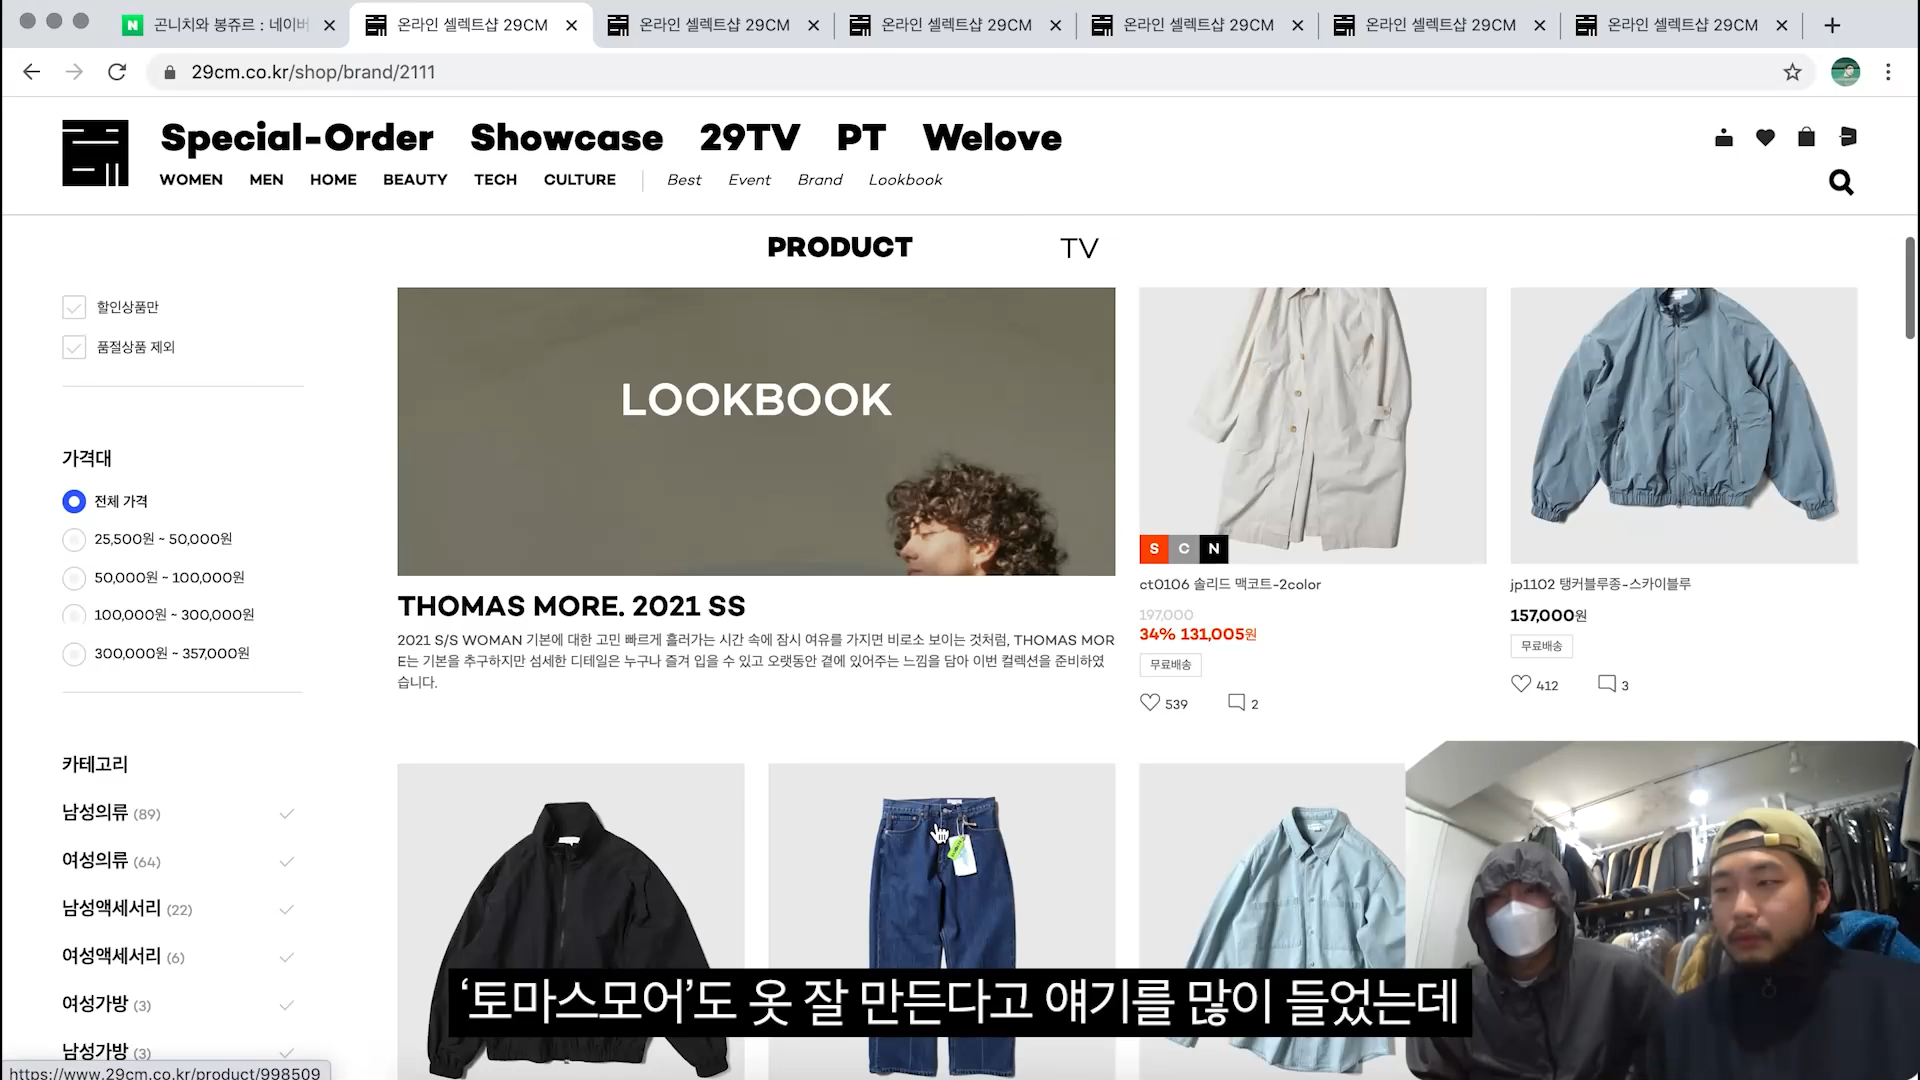 곤니치와 봉쥬르 : 네이버
온라인 셀렉트샵 29CM
온라인 셀렉트샵 29CM
온라인 셀렉트샵 29CM
온라인 셀렉트샵 29CM
온라인 셀렉트샵 29CM
온라인 셀렉트샵 29CM
29cm.co.kr/shop/brand/2111
Special-Order Showcase 29TV PT Welove
WOMEN MEN HOME BEAUTY TECH CULTURE Best Event Brand Lookbook
PRODUCT TV
할인상품만
품절상품 제외
가격대
전체 가격
25,500원 ~ 50,000원
50,000원 ~ 100,000원
100,000원 ~ 300,000원
300,000원 ~ 357,000원
카테고리
남성의류 (89)
여성의류 (64)
남성액세서리 (22)
여성액세서리 (6)
여성가방 (3)
남성가방 (3)
LOOKBOOK
THOMAS MORE. 2021 SS
2021 S/S WOMAN 기본에 대한 고민 빠르게 흘러가는 시간 속에 잠시 여유를 가지면 비로소 보이는 것처럼, THOMAS MOR
E는 기본을 추구하지만 섬세한 디테일은 누구나 즐겨 입을 수 있고 오랫동안 곁에 있어주는 느낌을 담아 이번 컬렉션을 준비하였
습니다.
S C N
ct0106 솔리드 맥코트-2color
197,000
34% 131,005원
무료배송
539 2
jp1102 탱커블루종-스카이블루
157,000원
무료배송
412 3
‘토마스모어’도 옷 잘 만든다고 얘기를 많이 들었는데
https://www.29cm.co.kr/product/998509